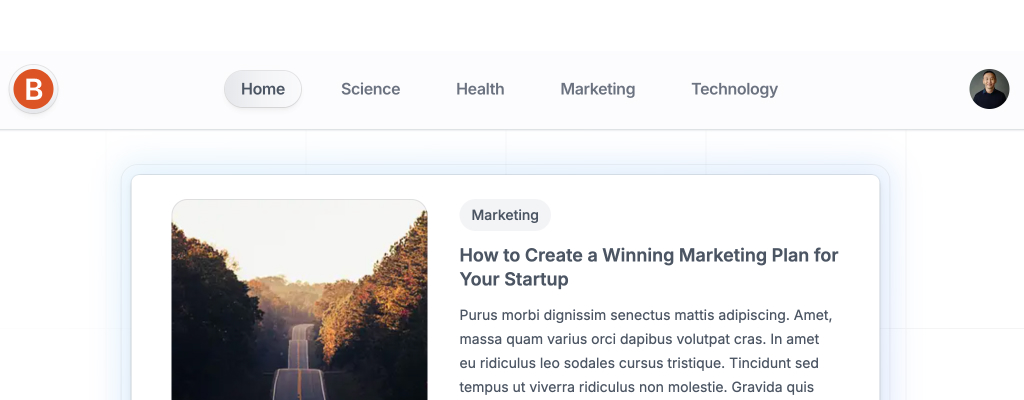 B
Home
Science
Health
Marketing
Technology
Marketing
How to Create a Winning Marketing Plan for
Your Startup
Purus morbi dignissim senectus mattis adipiscing. Amet,
massa quam varius orci dapibus volutpat cras. In amet
eu ridiculus leo sodales cursus tristique. Tincidunt sed
tempus ut viverra ridiculus non molestie. Gravida quis